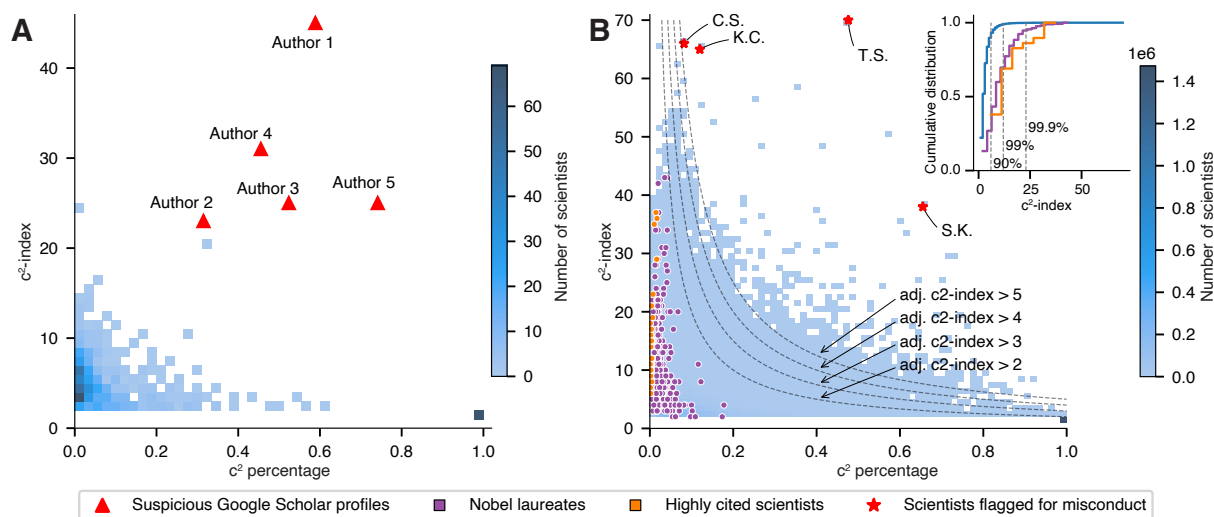 A
Author 1
Author 4
Author 3
Author 5
Author 2
40
30
20
10
0
c²-index
0.0 0.2 0.4 0.6 0.8 1.0
c² percentage
60
50
40
30
20
10
0
Number of scientists
B
C.S.
K.C.
T.S.
S.K.
adj. c2-index > 5
adj. c2-index > 4
adj. c2-index > 3
adj. c2-index > 2
70
60
50
40
30
20
10
0
c²-index
0.0 0.2 0.4 0.6 0.8 1.0
c² percentage
1.0
0.5
0.0
Cumulative distribution
99.9%
99%
90%
0 25 50
c²-index
1e6
1.4
1.2
1.0
0.8
0.6
0.4
0.2
0.0
Number of scientists
Suspicious Google Scholar profiles Nobel laureates Highly cited scientists Scientists flagged for misconduct